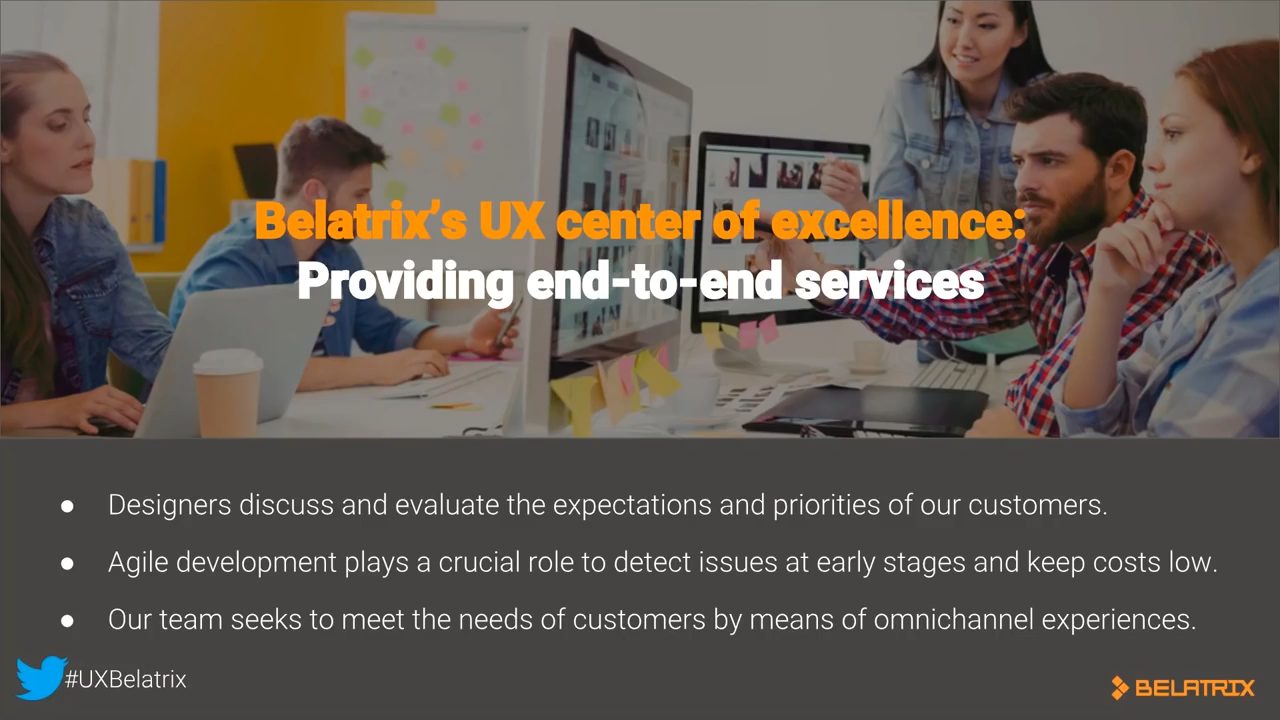 Belatrix's UX center of excellence:
Providing end-to-end services
● Designers discuss and evaluate the expectations and priorities of our customers.
● Agile development plays a crucial role to detect issues at early stages and keep costs low.
● Our team seeks to meet the needs of customers by means of omnichannel experiences.
#UXBelatrix
BELATRIX